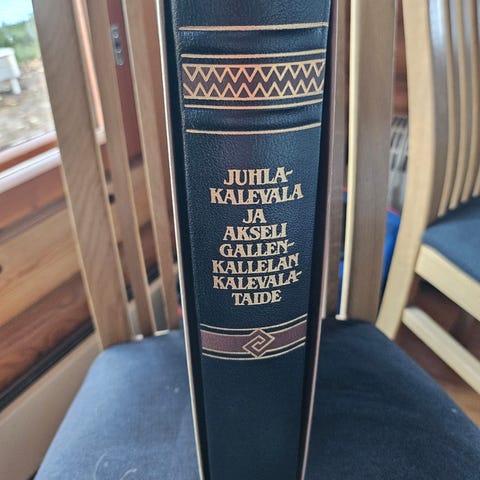 JUHLA-
KALEVALA
JA
AKSELI
GALLEN-
KALLELAN
KALEVALA-
TAIDE